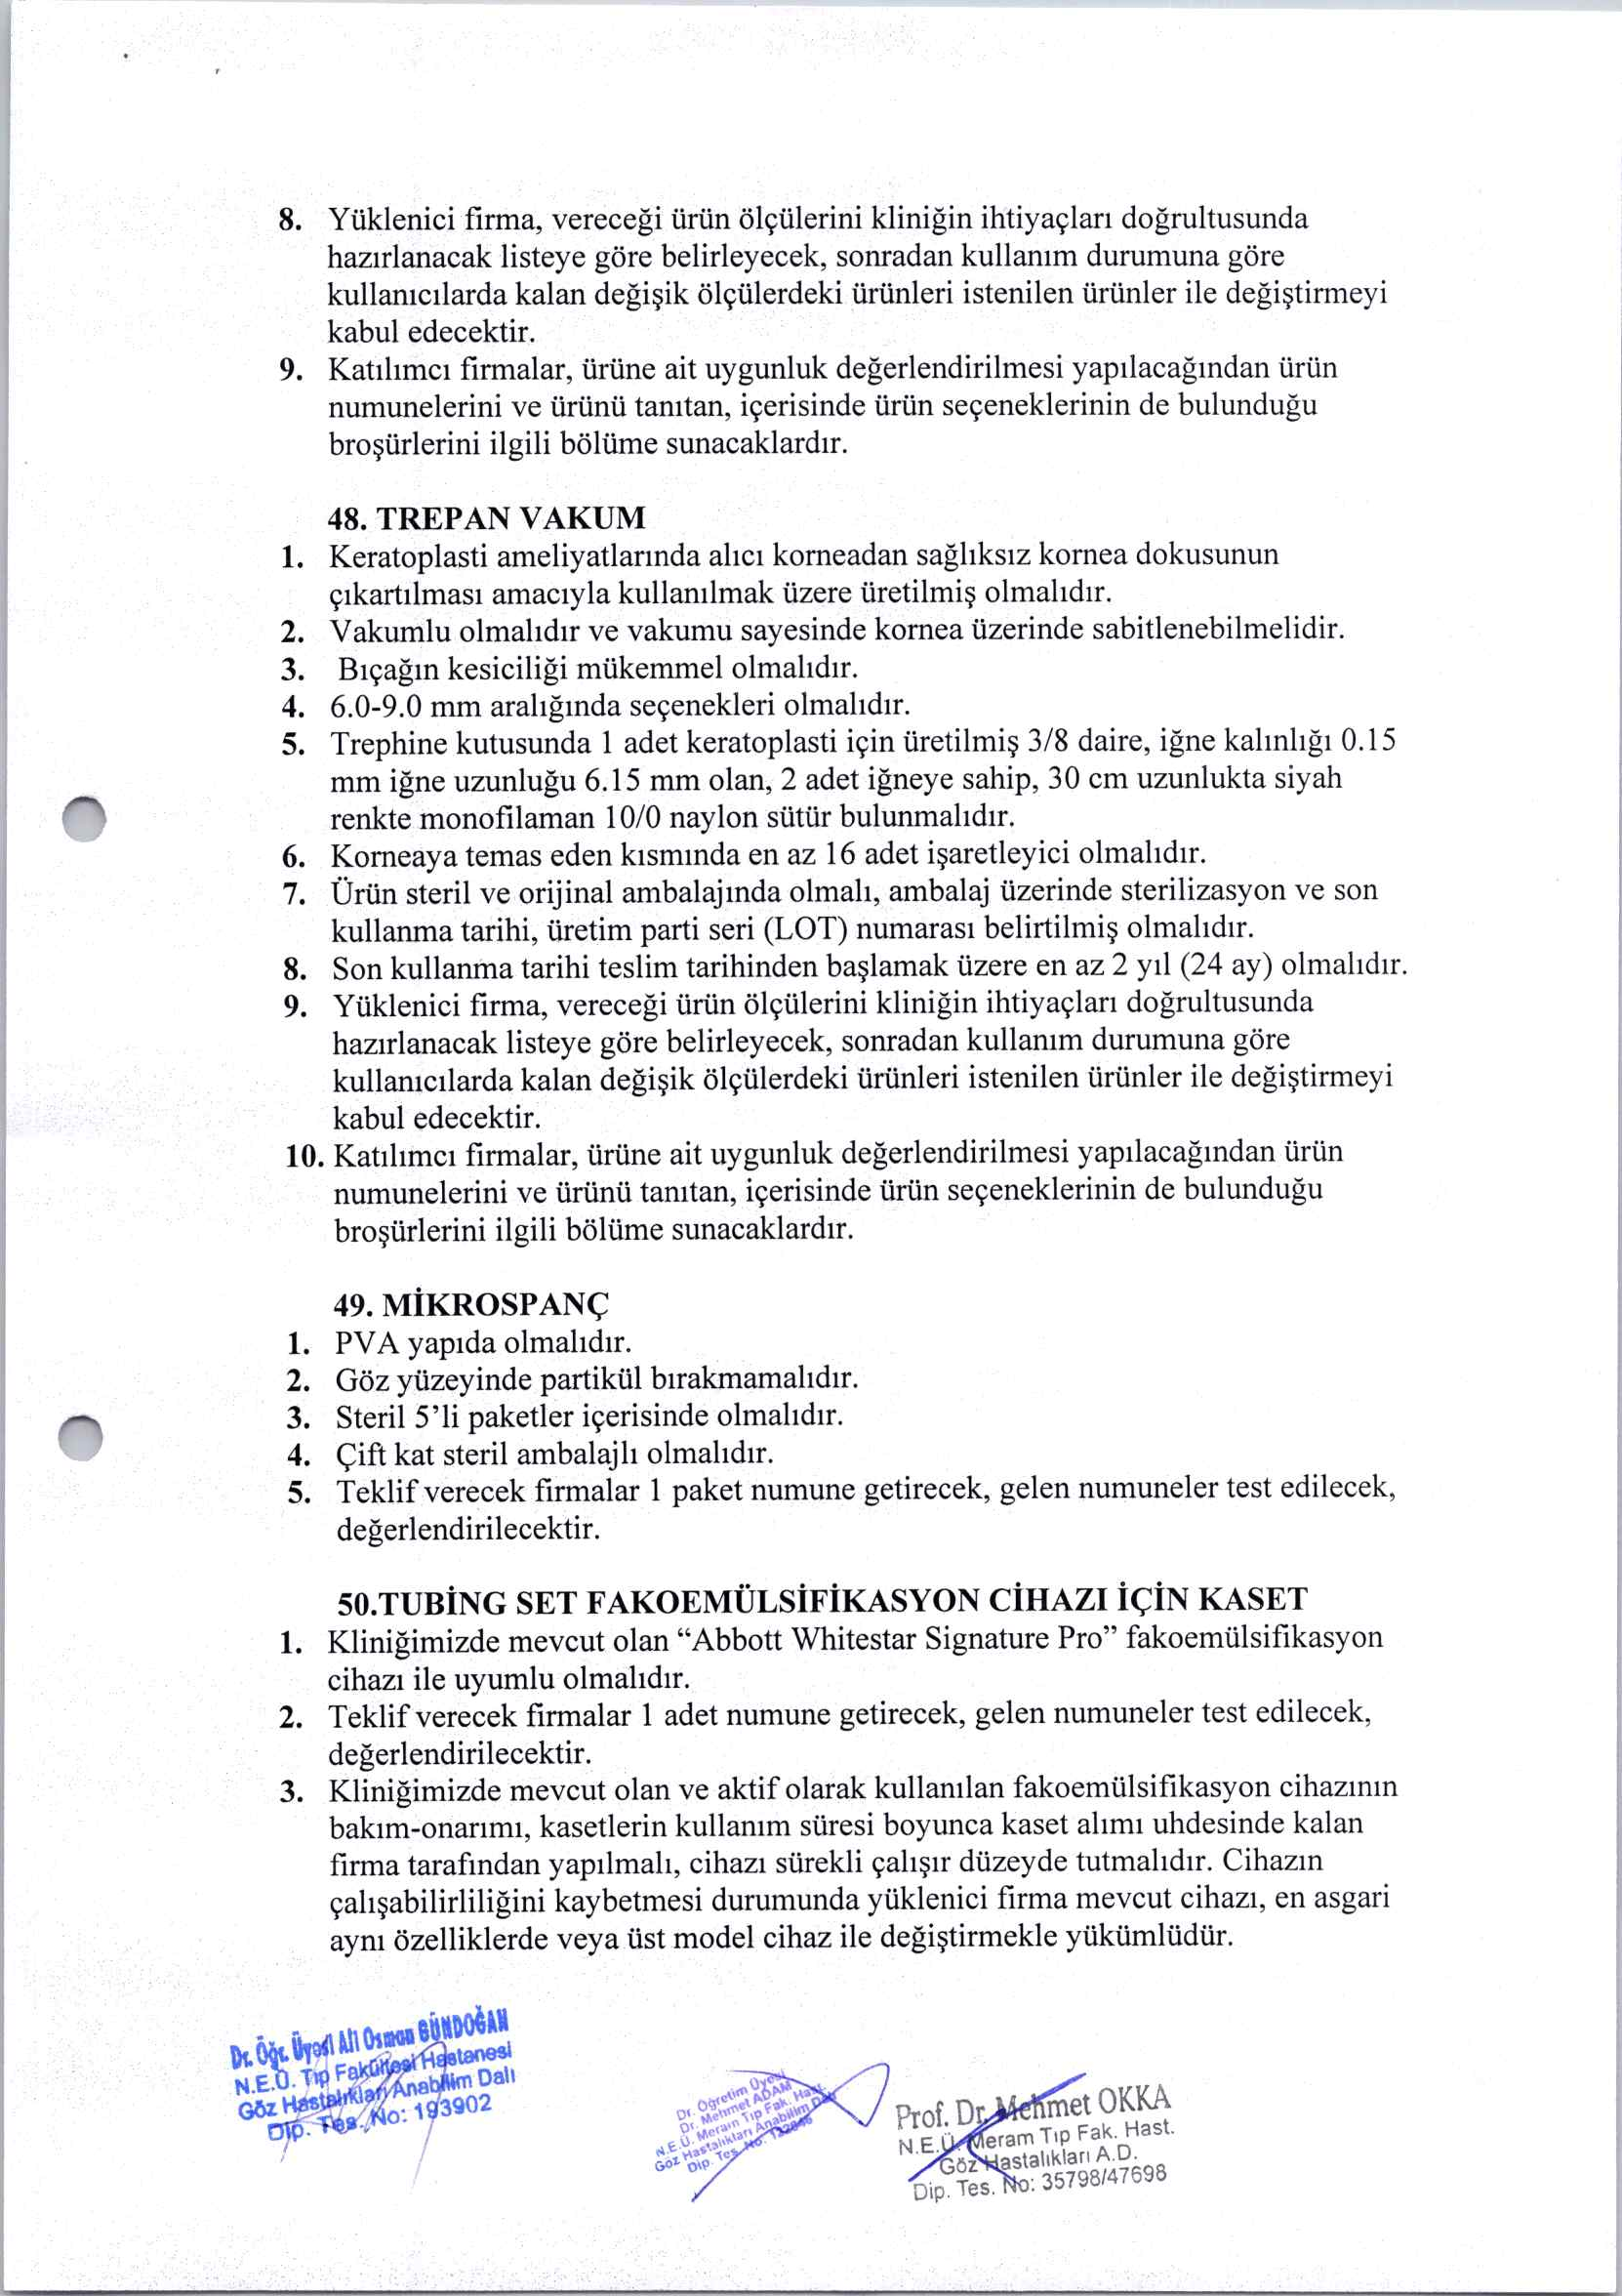 8. Yüklenici firma, vereceği ürün ölçülerini kliniğin ihtiyaçları doğrultusunda
hazırlanacak listeye göre belirleyecek, sonradan kullanım durumuna göre
kullanıcılarda kalan değişik ölçülerdeki ürünleri istenilen ürünler ile değiştirmeyi
kabul edecektir.
9. Katılımcı firmalar, ürüne ait uygunluk değerlendirilmesi yapılacağından ürün
numunelerini ve ürünü tanıtan, içerisinde ürün seçeneklerinin de bulunduğu
broşürlerini ilgili bölüme sunacaklardır.
48. TREPAN VAKUM
1. Keratoplasti ameliyatlarında alıcı korneadan sağlıksız kornea dokusunun
çıkartılması amacıyla kullanılmak üzere üretilmiş olmalıdır.
2. Vakumlu olmalıdır ve vakumu sayesinde kornea üzerinde sabitlenebilmelidir.
3. Bıçağın kesiciliği mükemmel olmalıdır.
4. 6.0-9.0 mm aralığında seçenekleri olmalıdır.
5. Trephine kutusunda 1 adet keratoplasti için üretilmiş 3/8 daire, iğne kalınlığı 0.15
mm iğne uzunluğu 6.15 mm olan, 2 adet iğneye sahip, 30 cm uzunlukta siyah
renkte monofilaman 10/0 naylon sütür bulunmalıdır.
6. Korneaya temas eden kısmında en az 16 adet işaretleyici olmalıdır.
7. Ürün steril ve orijinal ambalajında olmalı, ambalaj üzerinde sterilizasyon ve son
kullanma tarihi, üretim parti seri (LOT) numarası belirtilmiş olmalıdır.
8. Son kullanma tarihi teslim tarihinden başlamak üzere en az 2 yıl (24 ay) olmalıdır.
9. Yüklenici firma, vereceği ürün ölçülerini kliniğin ihtiyaçları doğrultusunda
hazırlanacak listeye göre belirleyecek, sonradan kullanım durumuna göre
kullanıcılarda kalan değişik ölçülerdeki ürünleri istenilen ürünler ile değiştirmeyi
kabul edecektir.
10. Katılımcı firmalar, ürüne ait uygunluk değerlendirilmesi yapılacağından ürün
numunelerini ve ürünü tanıtan, içerisinde ürün seçeneklerinin de bulunduğu
broşürlerini ilgili bölüme sunacaklardır.
49. MİKROSPANÇ
1. PVA yapıda olmalıdır.
2. Göz yüzeyinde partikül bırakmamalıdır.
3. Steril 5’li paketler içerisinde olmalıdır.
4. Çift kat steril ambalajlı olmalıdır.
5. Teklif verecek firmalar 1 paket numune getirecek, gelen numuneler test edilecek,
değerlendirilecektir.
50.TUBİNG SET FAKOEMÜLSİFİKASYON CİHAZI İÇİN KASET
1. Kliniğimizde mevcut olan “Abbott Whitestar Signature Pro” fakoemülsifikasyon
cihazı ile uyumlu olmalıdır.
2. Teklif verecek firmalar 1 adet numune getirecek, gelen numuneler test edilecek,
değerlendirilecektir.
3. Kliniğimizde mevcut olan ve aktif olarak kullanılan fakoemülsifikasyon cihazının
bakım-onarımı, kasetlerin kullanım süresi boyunca kaset alımı uhdesinde kalan
firma tarafından yapılmalı, cihazı sürekli çalışır düzeyde tutmalıdır. Cihazın
çalışabilirliliğini kaybetmesi durumunda yüklenici firma mevcut cihazı, en asgari
aynı özelliklerde veya üst model cihaz ile değiştirmekle yükümlüdür.
Dr. Öğr. Üyesi Ali Osman GÜNDOĞAN
N.E.Ü. Tıp Fakültesi Hastanesi
Göz Hastalıkları Anabilim Dalı
Dip. Tes. No: 193902
Dr. Öğretim Üyesi
Dr. Mehmet ADAM
N.E.Ü. Meram Tıp Fak. Hast.
Göz Hastalıkları Anabilim Dalı
Dip. Tes. No:
Prof. Dr. Mehmet OKKA
N.E.Ü. Meram Tıp Fak. Hast.
Göz Hastalıkları A.D.
Dip. Tes. No: 35798/47698